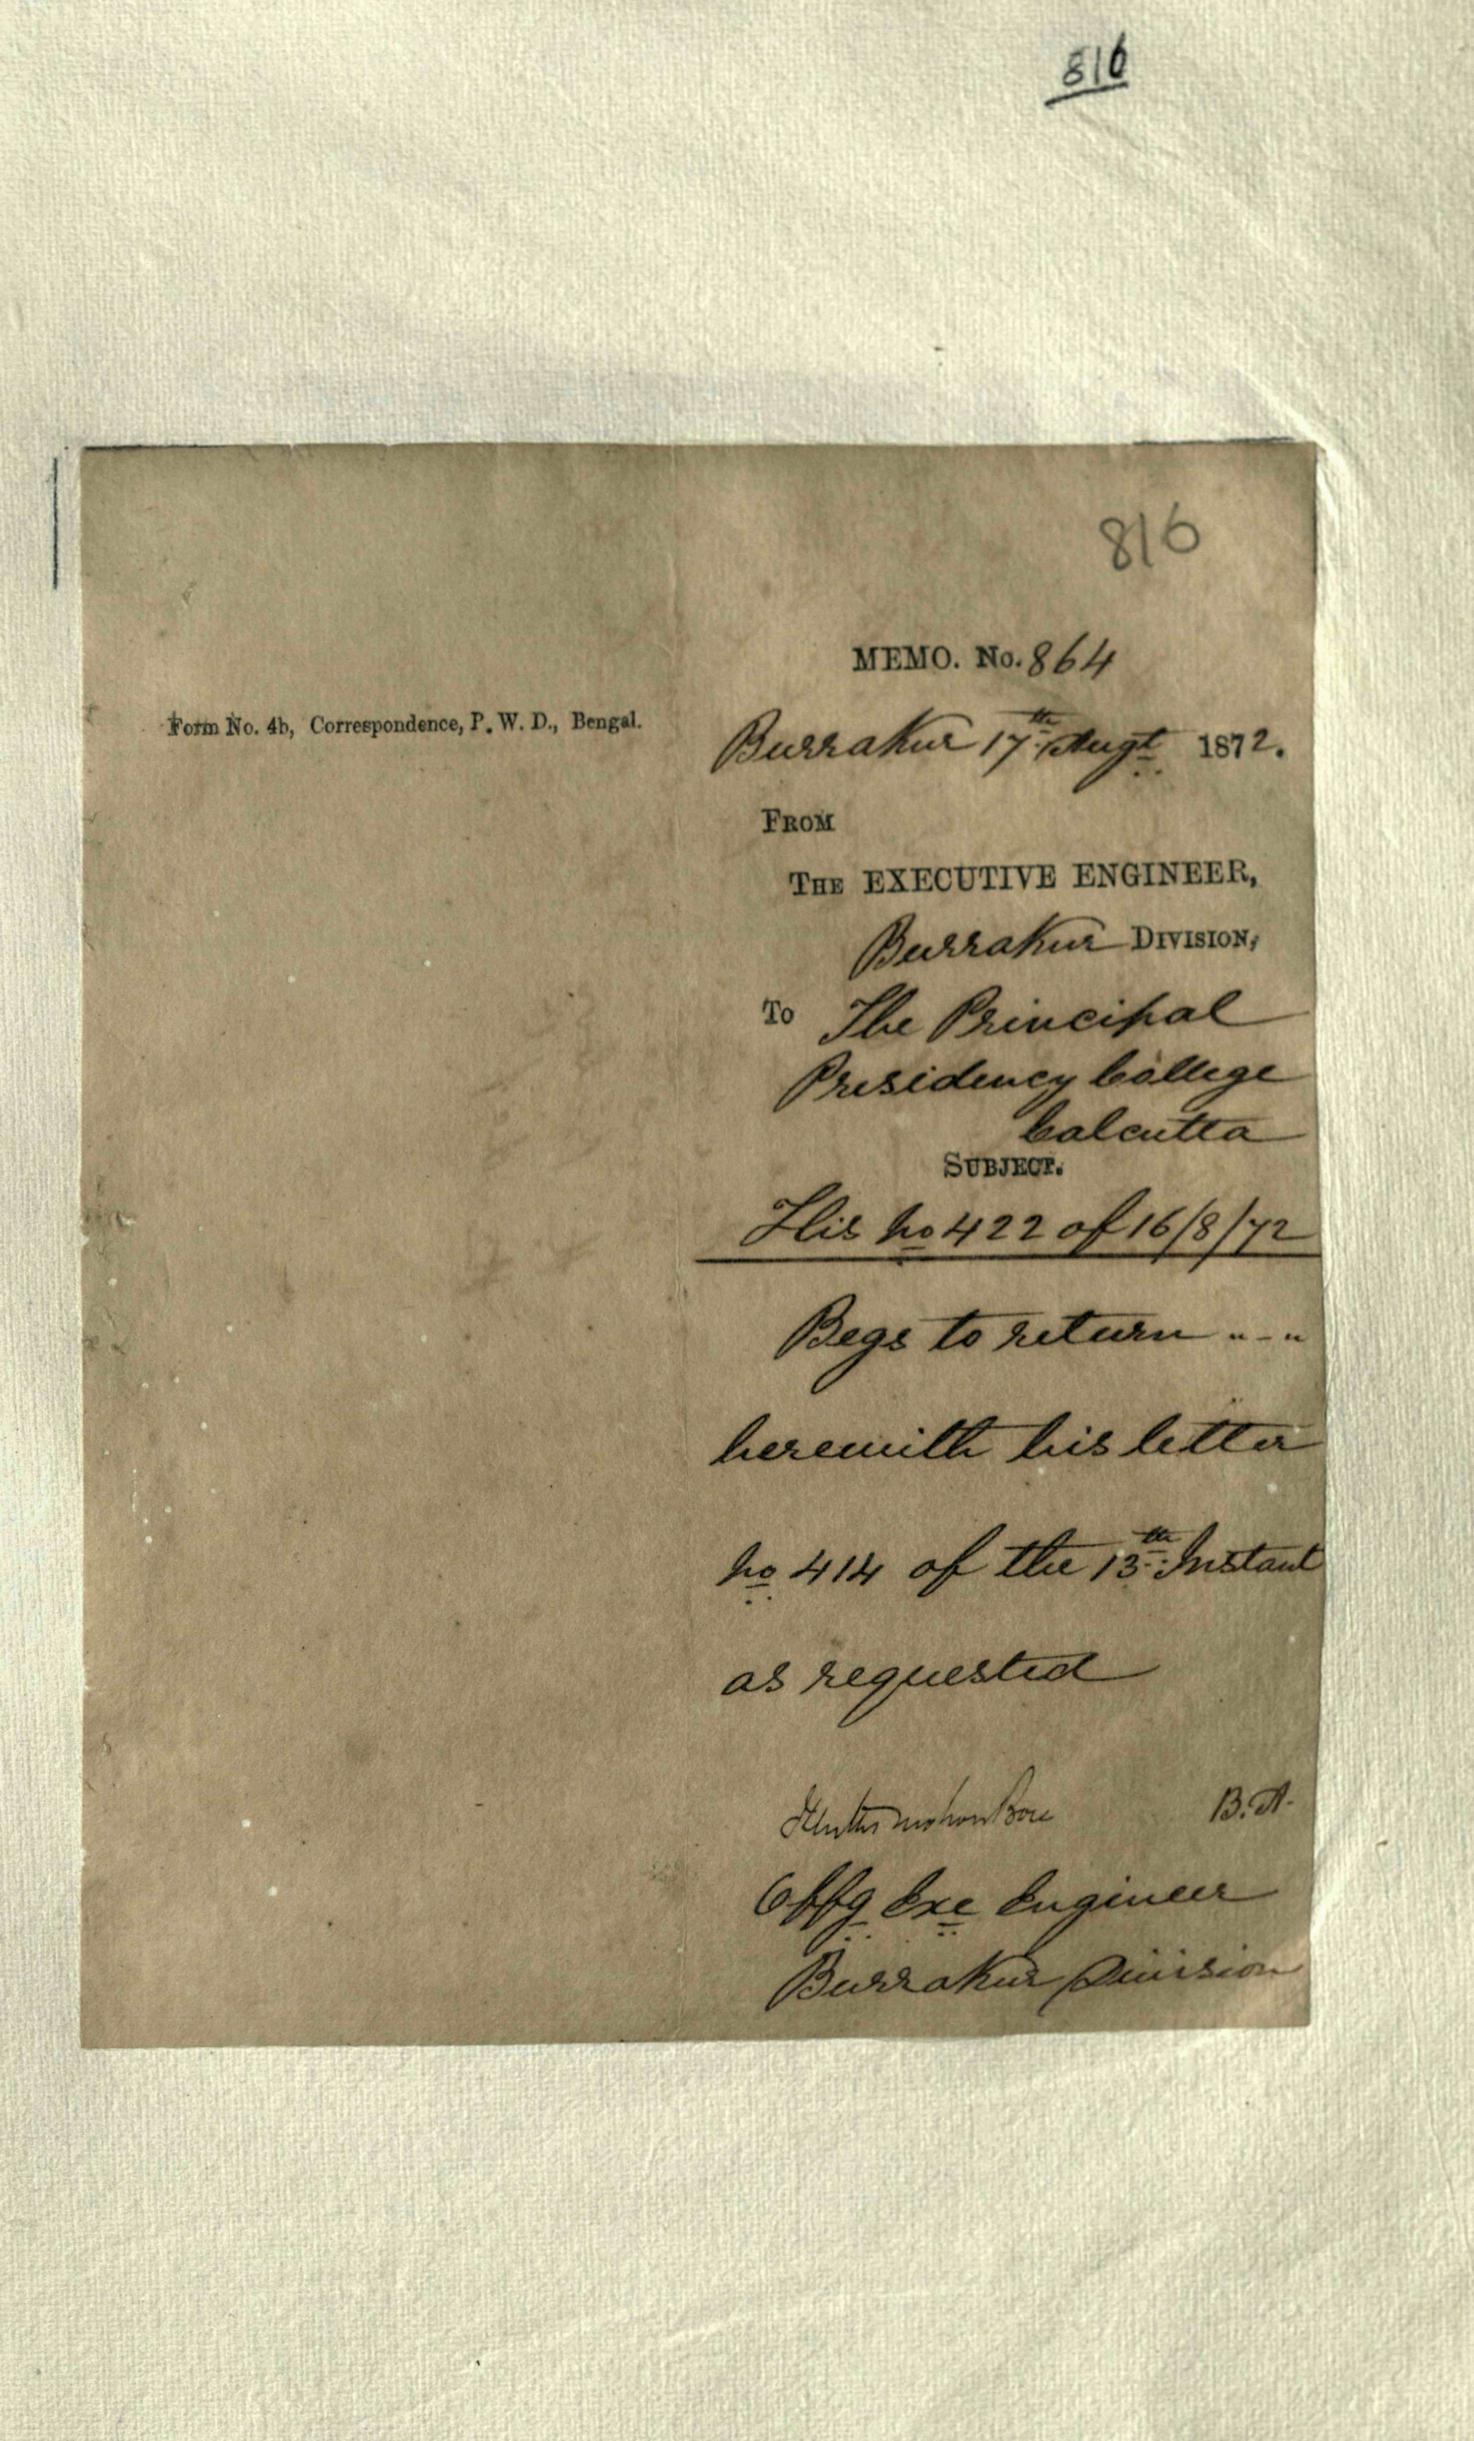 816
816
MEMO. No. 864
Form No. 4b, Correspondence, P. W. D., Bengal.
Burrakur 17th Augt 1872.
FROM
THE EXECUTIVE ENGINEER,
Burrakur DIVISION,
To The Principal
Presidency College
Calcutta
SUBJECT.
His No 422 of 16/8/72
Begs to return " - "
herewith his letter
No 414 of the 13th Instant
as requested
B.A.
Offg Exe Engineer
Burrakur Division